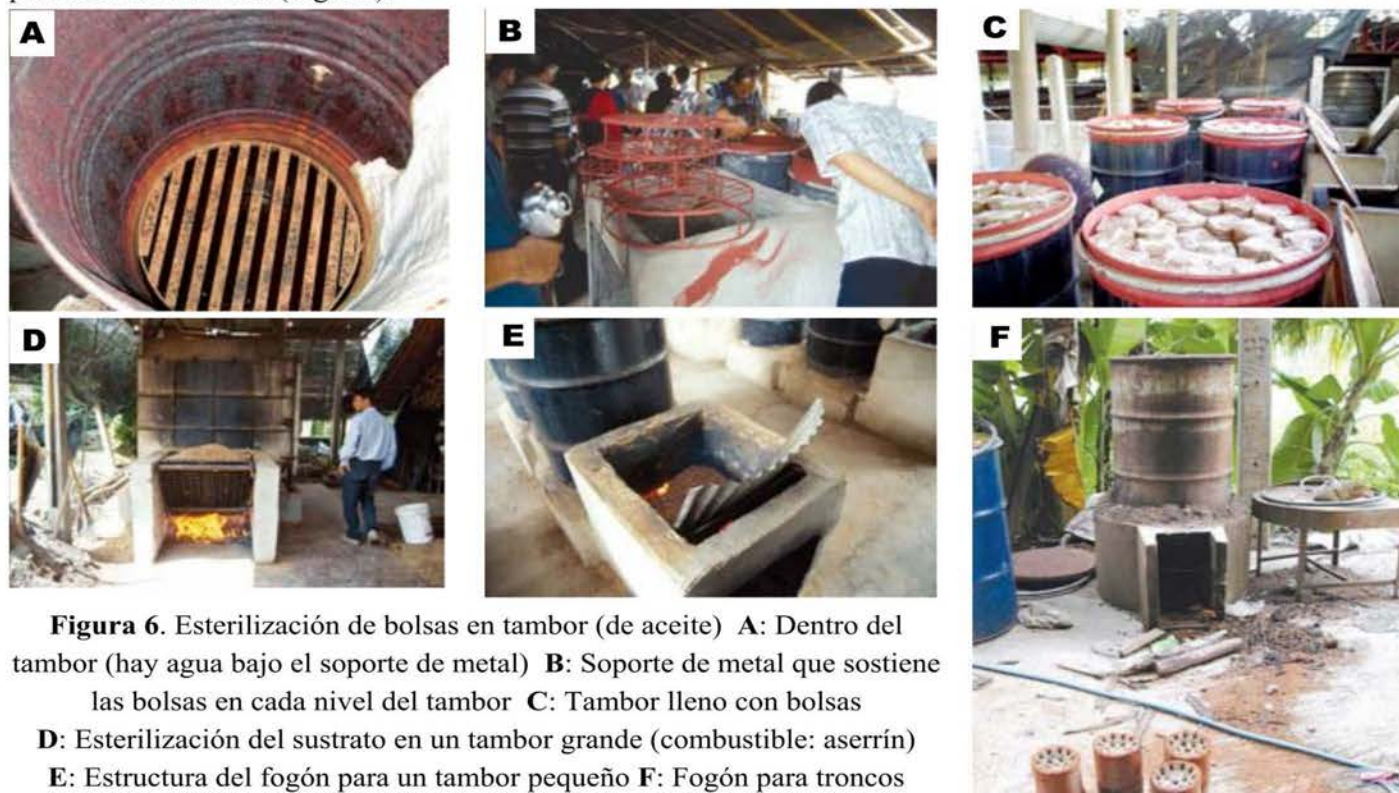 A
B
C
D
E
F
Figura 6. Esterilización de bolsas en tambor (de aceite) A: Dentro del
tambor (hay agua bajo el soporte de metal) B: Soporte de metal que sostiene
las bolsas en cada nivel del tambor C: Tambor lleno con bolsas
D: Esterilización del sustrato en un tambor grande (combustible: aserrín)
E: Estructura del fogón para un tambor pequeño F: Fogón para troncos